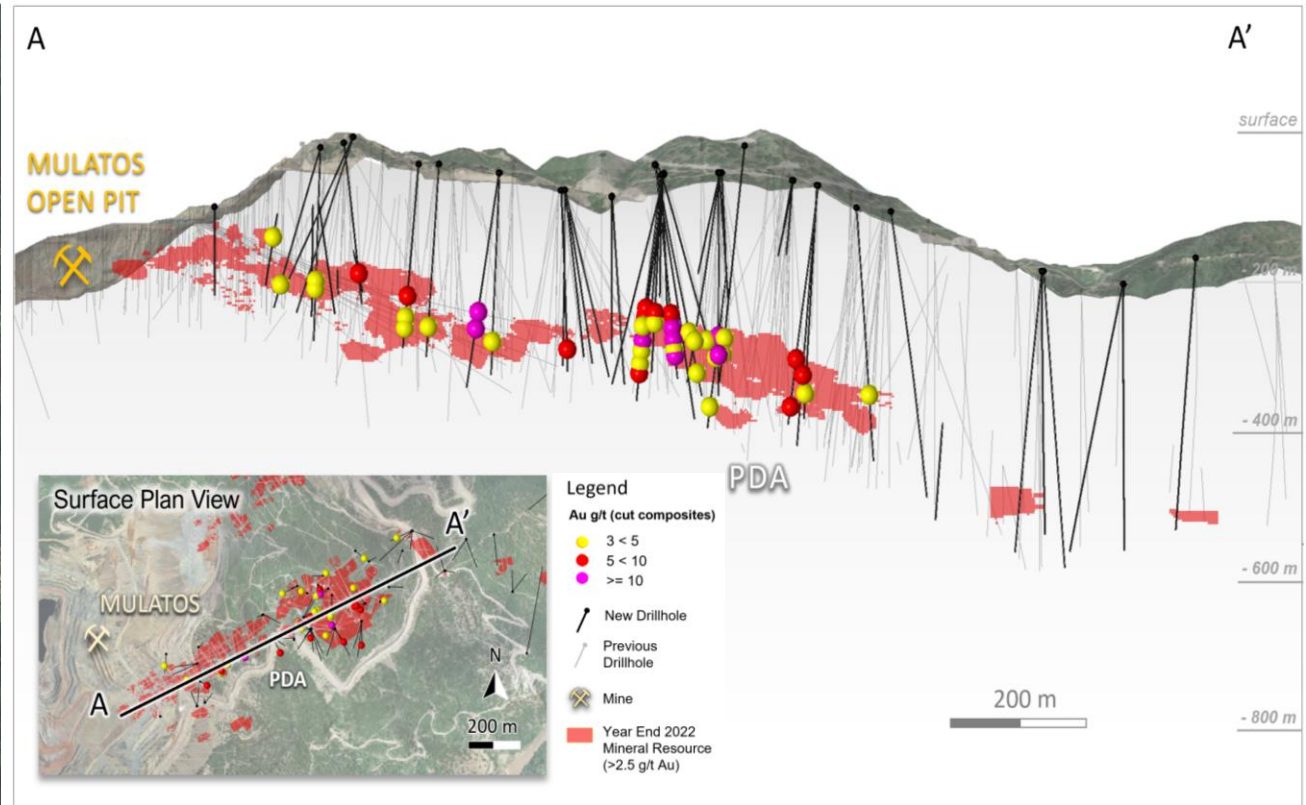 A
A'
surface
MULATOS
OPEN PIT
- 200 m
- 400 m
PDA
- 600 m
- 800 m
200 m
Surface Plan View
A'
MULATOS
PDA
A
N
200 m
Legend
Au g/t (cut composites)
3 < 5
5 < 10
>= 10
New Drillhole
Previous
Drillhole
Mine
Year End 2022
Mineral Resource
(>2.5 g/t Au)